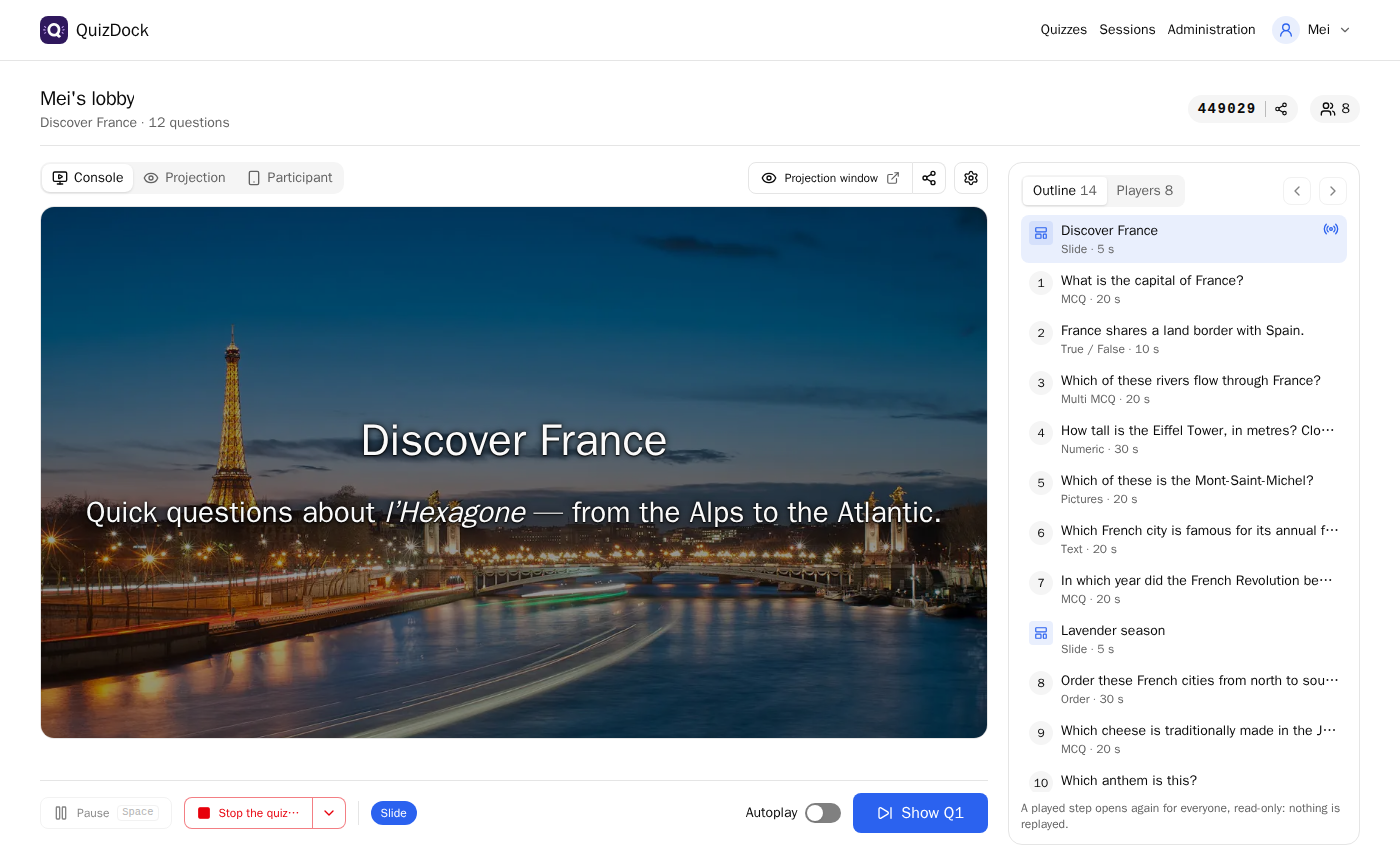 QuizDock
Quizzes
Sessions
Administration
Mei
Mei's lobby
Discover France · 12 questions
449029
8
Console
Projection
Participant
Projection window
Discover France
Quick questions about l’Hexagone — from the Alps to the Atlantic.
Pause
Space
Stop the quiz⋯
Slide
Autoplay
Show Q1
Outline 14
Players 8
Discover France
Slide · 5 s
1
What is the capital of France?
MCQ · 20 s
2
France shares a land border with Spain.
True / False · 10 s
3
Which of these rivers flow through France?
Multi MCQ · 20 s
4
How tall is the Eiffel Tower, in metres? Clo⋯
Numeric · 30 s
5
Which of these is the Mont-Saint-Michel?
Pictures · 20 s
6
Which French city is famous for its annual f⋯
Text · 20 s
7
In which year did the French Revolution be⋯
MCQ · 20 s
Lavender season
Slide · 5 s
8
Order these French cities from north to sou⋯
Order · 30 s
9
Which cheese is traditionally made in the J⋯
MCQ · 20 s
10
Which anthem is this?
A played step opens again for everyone, read-only: nothing is
replayed.